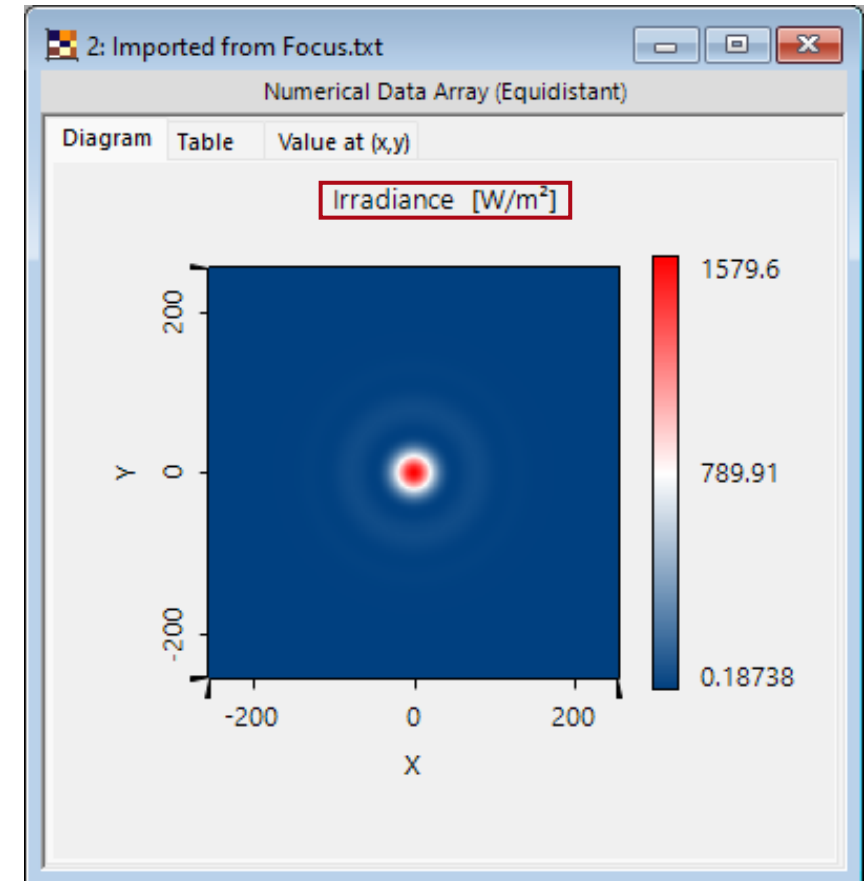 2: Imported from Focus.txt
Numerical Data Array (Equidistant)
Diagram Table Value at (x,y)
Irradiance [W/m²]
1579.6
200
Y 0 789.91
-200
0.18738
-200 0 200
X